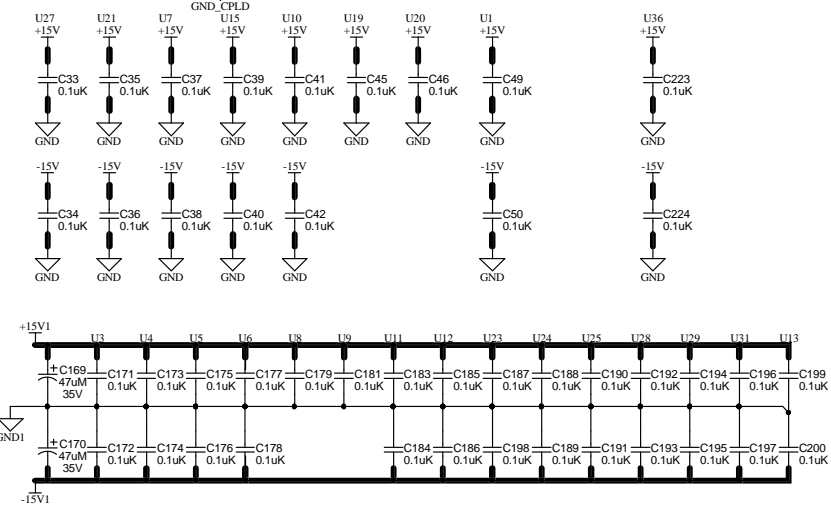 GND_CPLD
U27 U21 U7 U15 U10 U19 U20 U1 U36
+15V +15V +15V +15V +15V +15V +15V +15V +15V
C33 C35 C37 C39 C41 C45 C46 C49 C223
0.1uK 0.1uK 0.1uK 0.1uK 0.1uK 0.1uK 0.1uK 0.1uK 0.1uK
GND GND GND GND GND GND GND GND GND
-15V -15V -15V -15V -15V -15V -15V
C34 C36 C38 C40 C42 C50 C224
0.1uK 0.1uK 0.1uK 0.1uK 0.1uK 0.1uK 0.1uK
GND GND GND GND GND GND GND
+15V1
U3 U4 U5 U6 U8 U9 U11 U12 U23 U24 U25 U28 U29 U31 U13
+ C169 C171 C173 C175 C177 C179 C181 C183 C185 C187 C188 C190 C192 C194 C196 C199
47uM 0.1uK 0.1uK 0.1uK 0.1uK 0.1uK 0.1uK 0.1uK 0.1uK 0.1uK 0.1uK 0.1uK 0.1uK 0.1uK 0.1uK 0.1uK
35V
GND1
+ C170 C172 C174 C176 C178 C184 C186 C198 C189 C191 C193 C195 C197 C200
47uM 0.1uK 0.1uK 0.1uK 0.1uK 0.1uK 0.1uK 0.1uK 0.1uK 0.1uK 0.1uK 0.1uK 0.1uK 0.1uK
35V
-15V1